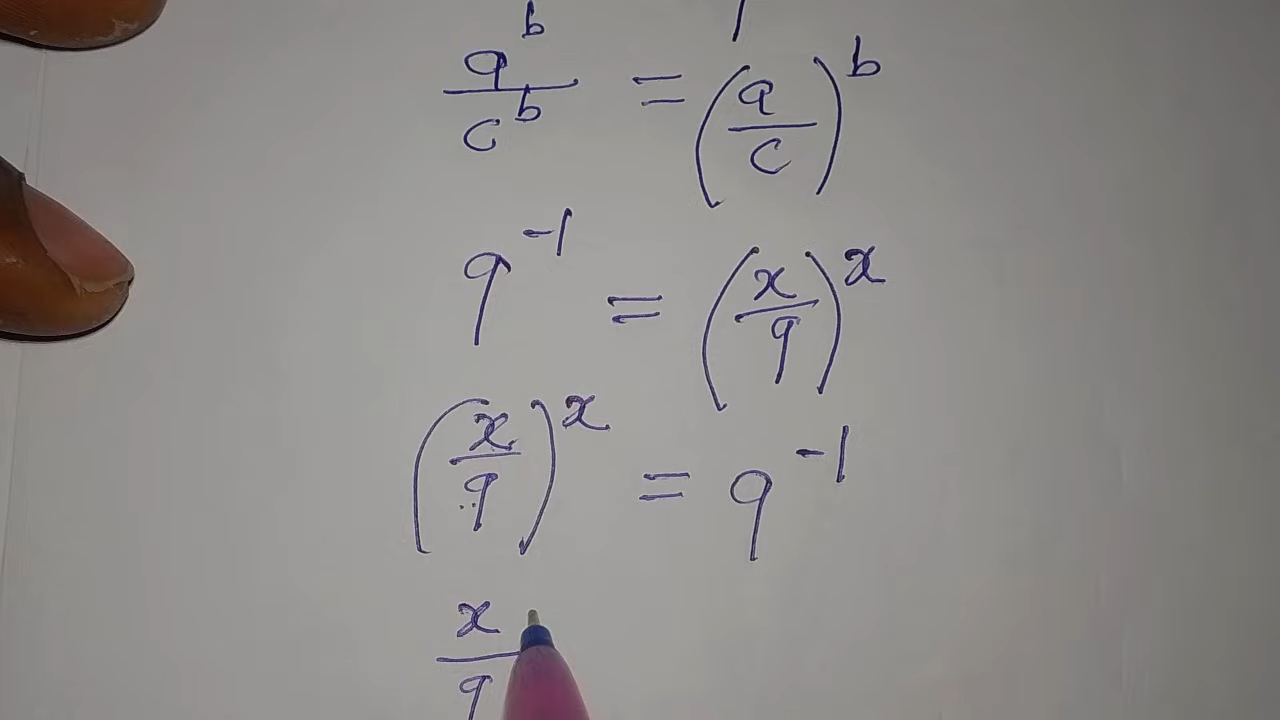 a^b/c^b = (a/c)^b
9^-1 = (x/9)^x
(x/9)^x = 9^-1
x/9